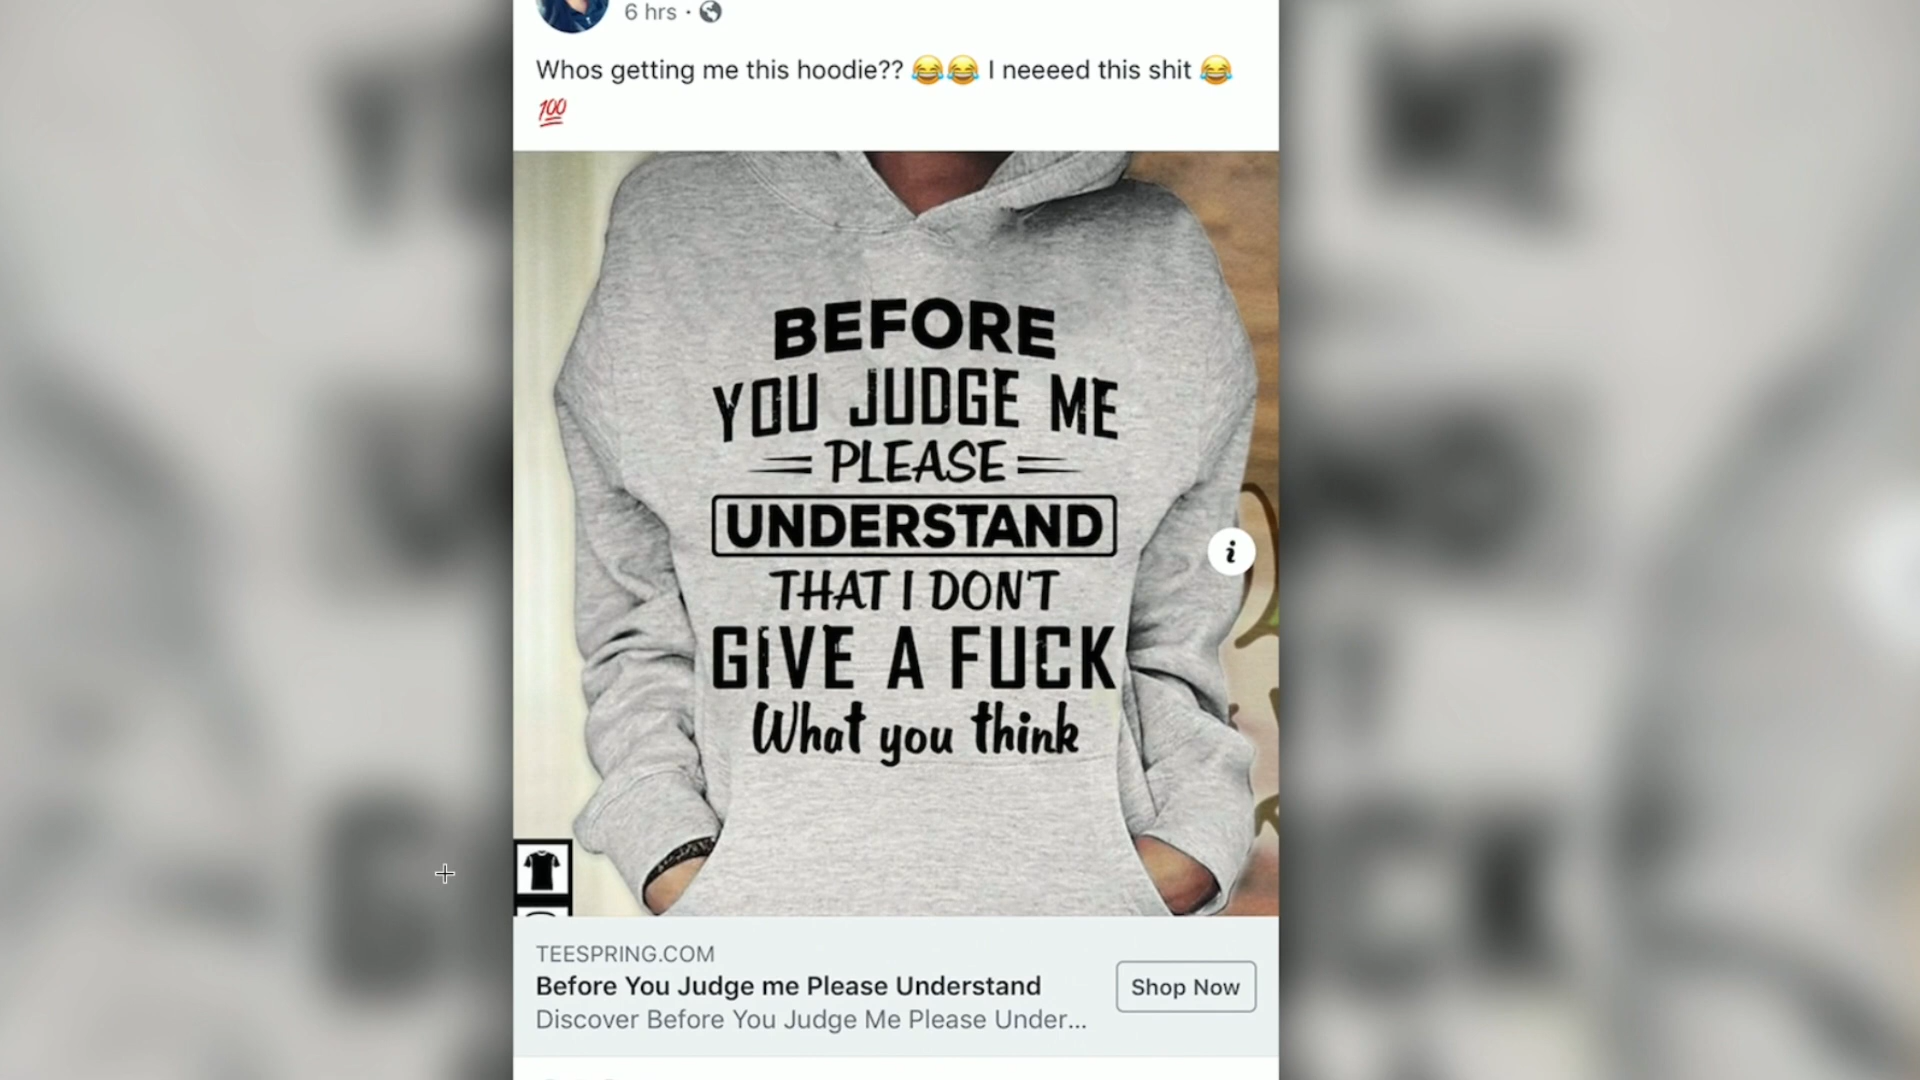 6 hrs ·
Whos getting me this hoodie?? 😂😂 I neeeed this shit 😂
💯
BEFORE
YOU JUDGE ME
PLEASE
UNDERSTAND
THAT I DON'T
GIVE A FUCK
What you think
i
TEESPRING.COM
Before You Judge me Please Understand
Shop Now
Discover Before You Judge Me Please Under...